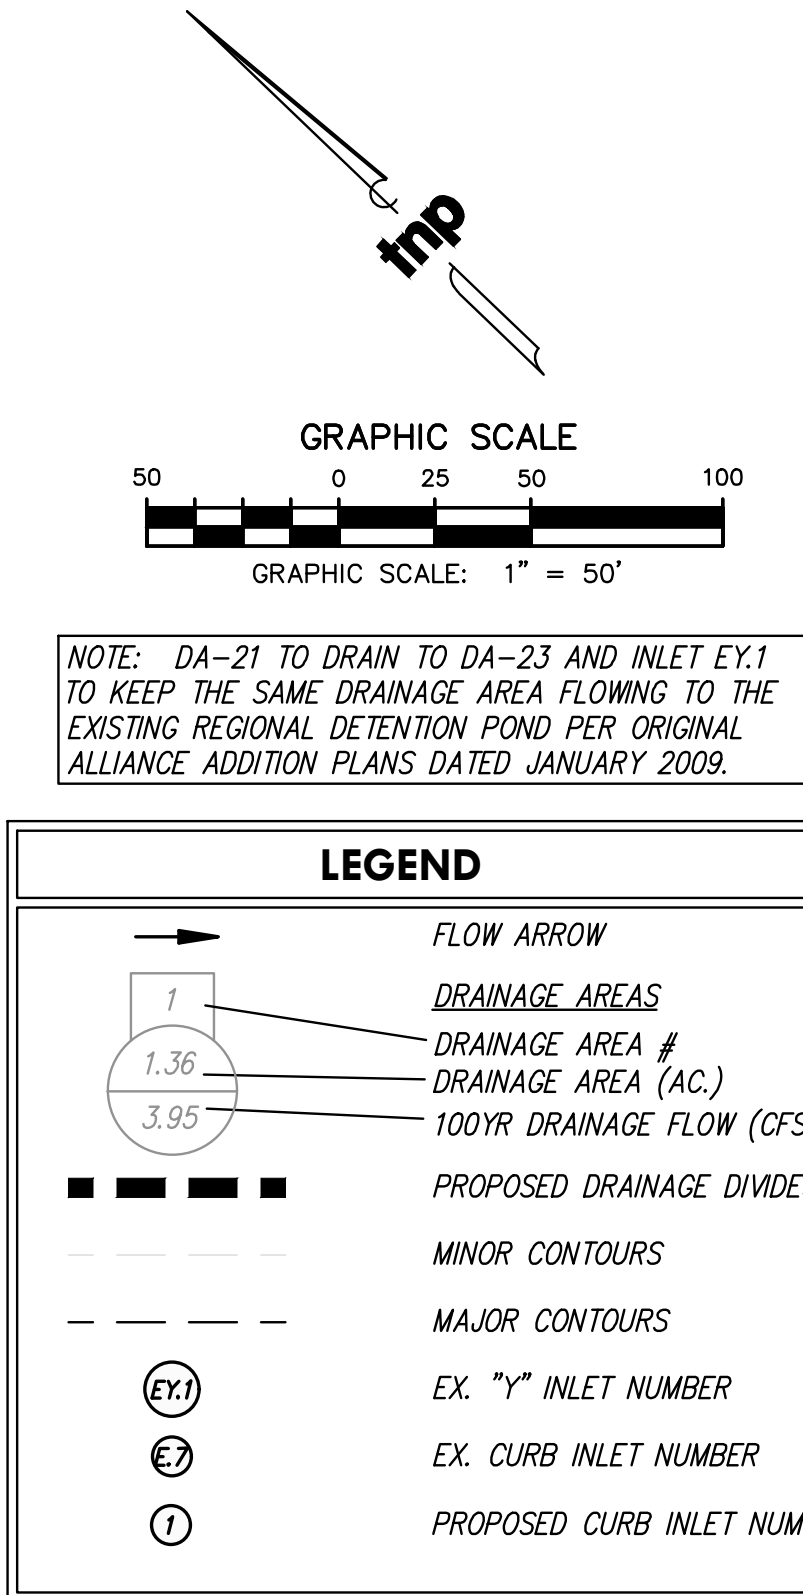 tnp
GRAPHIC SCALE
50 0 25 50 100
GRAPHIC SCALE: 1" = 50'
NOTE: DA-21 TO DRAIN TO DA-23 AND INLET EY.1
TO KEEP THE SAME DRAINAGE AREA FLOWING TO THE
EXISTING REGIONAL DETENTION POND PER ORIGINAL
ALLIANCE ADDITION PLANS DATED JANUARY 2009.
LEGEND
FLOW ARROW
1
DRAINAGE AREAS
DRAINAGE AREA #
1.36
DRAINAGE AREA (AC.)
3.95
100YR DRAINAGE FLOW (CFS
PROPOSED DRAINAGE DIVIDE
MINOR CONTOURS
MAJOR CONTOURS
EY.1 EX. "Y" INLET NUMBER
E.7 EX. CURB INLET NUMBER
1 PROPOSED CURB INLET NUM